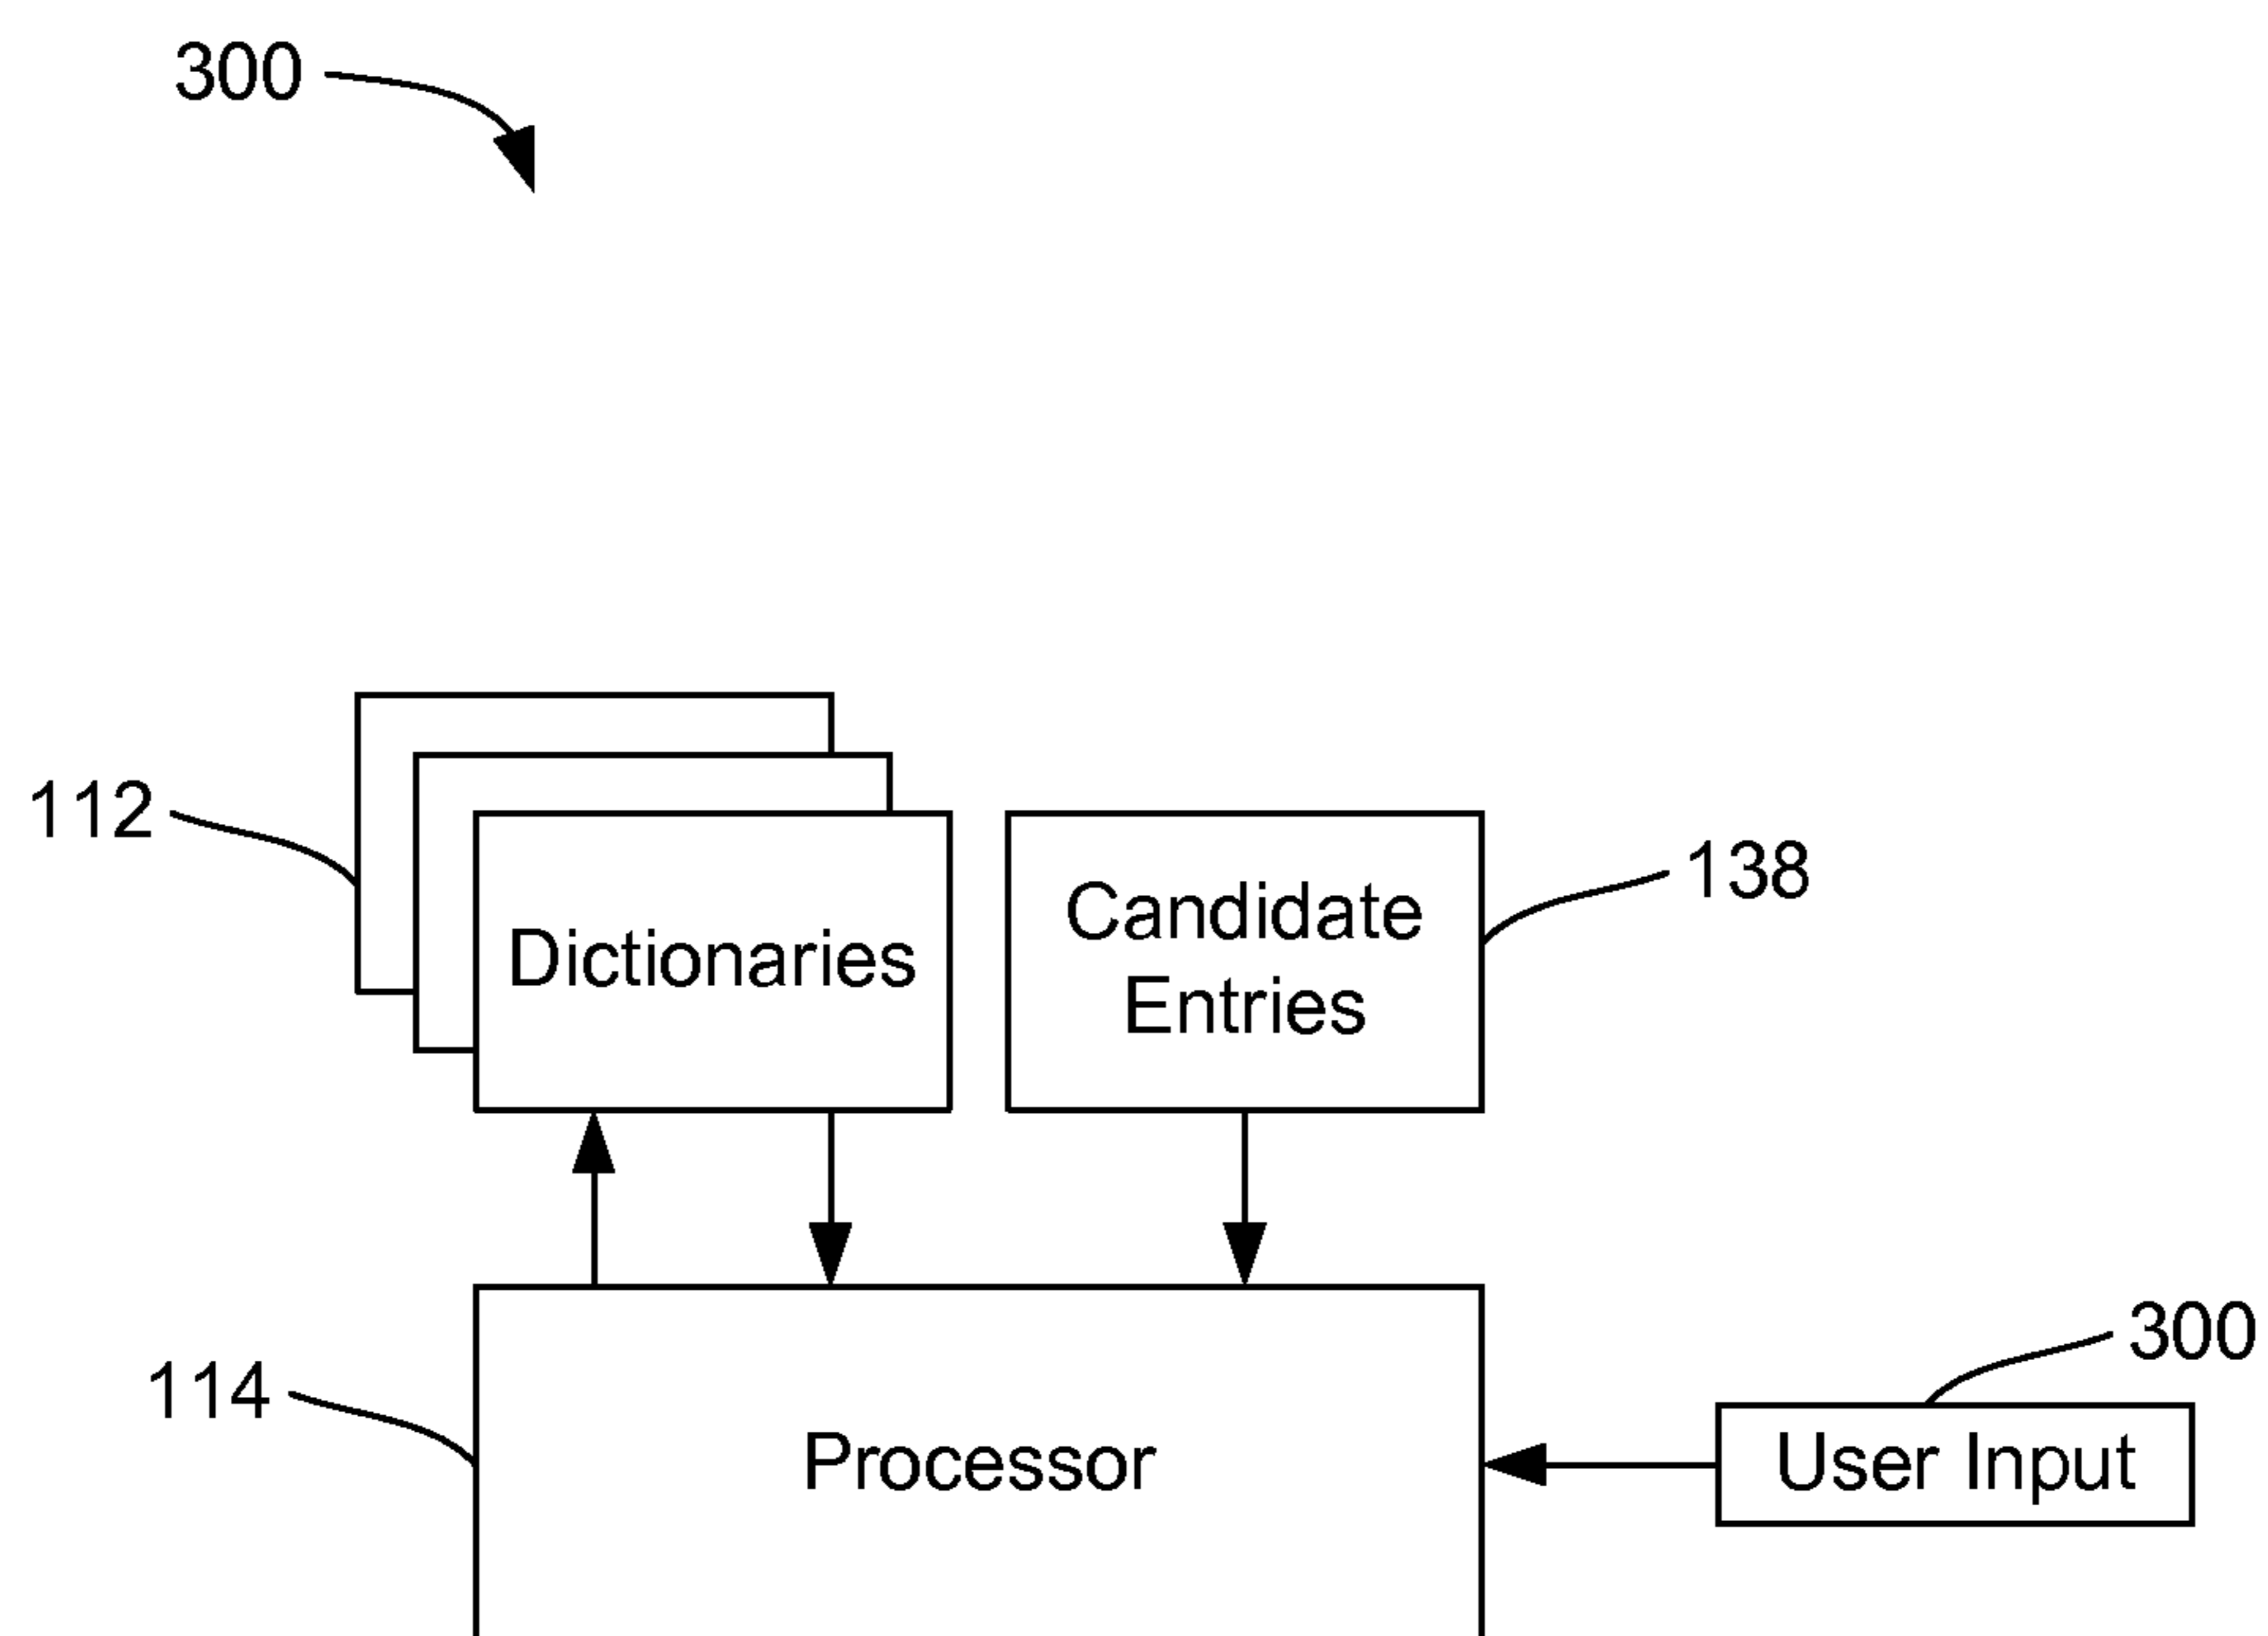 300
112
Dictionaries
Candidate
Entries
138
114
Processor
300
User Input